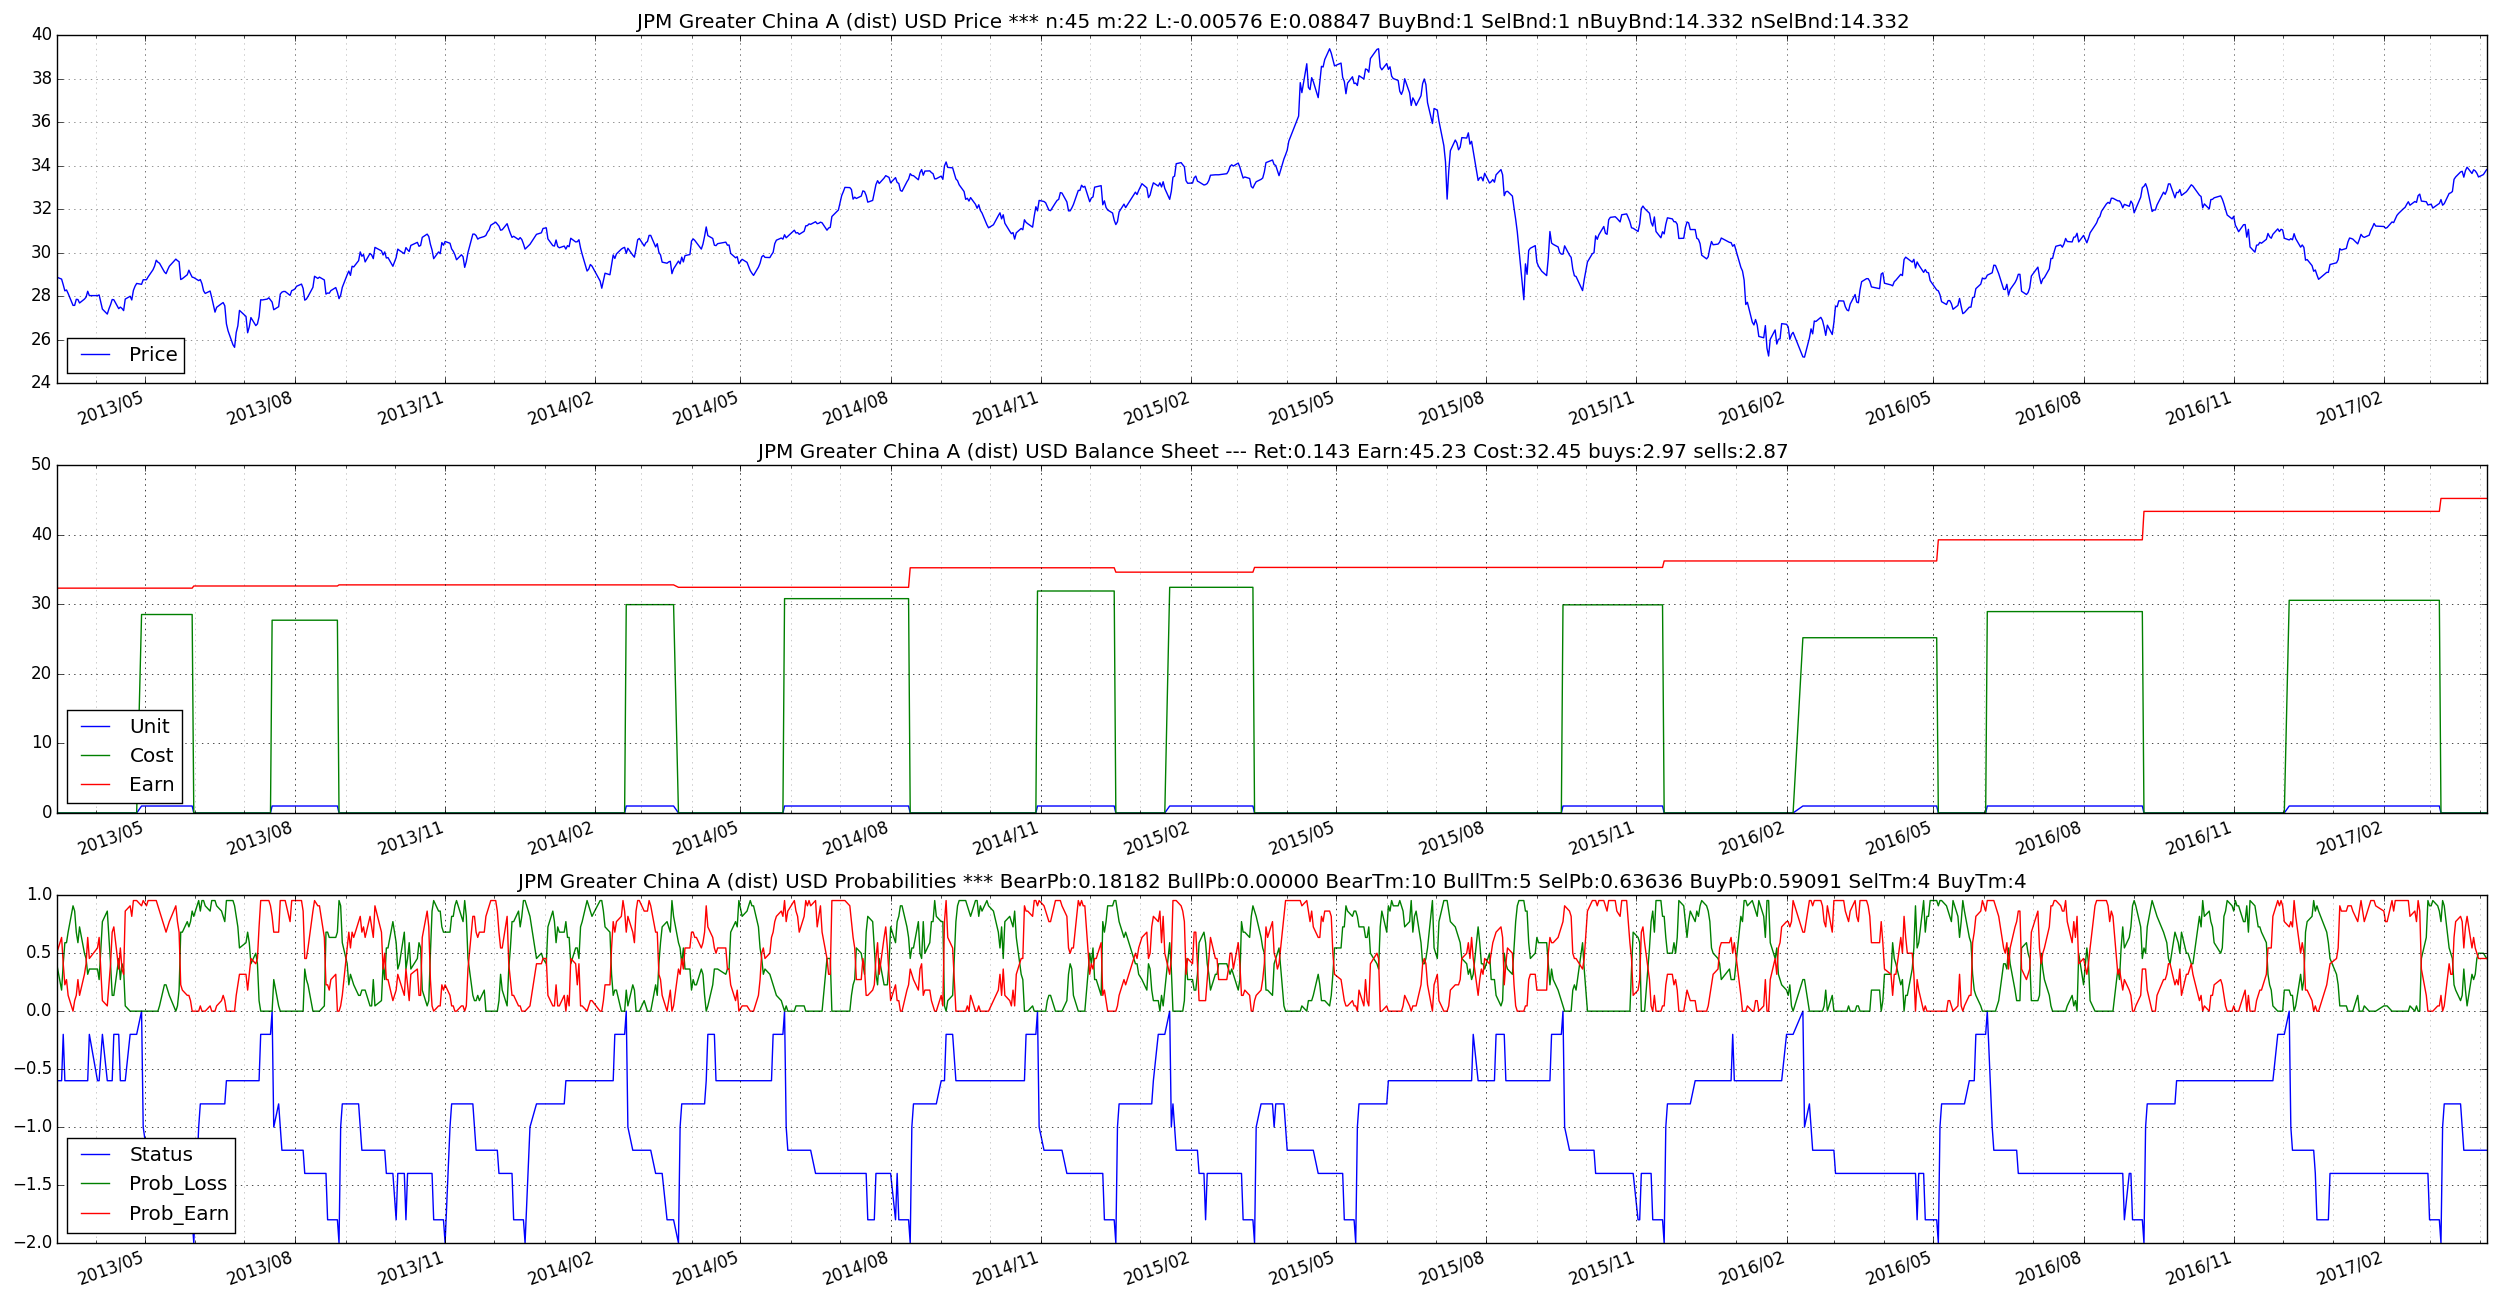 JPM Greater China A (dist) USD Price *** n:45 m:22 L:-0.00576 E:0.08847 BuyBnd:1 SelBnd:1 nBuyBnd:14.332 nSelBnd:14.332
40
38
36
34
32
30
28
26
24
Price
2013/05 2013/08 2013/11 2014/02 2014/05 2014/08 2014/11 2015/02 2015/05 2015/08 2015/11 2016/02 2016/05 2016/08 2016/11 2017/02
JPM Greater China A (dist) USD Balance Sheet --- Ret:0.143 Earn:45.23 Cost:32.45 buys:2.97 sells:2.87
50
40
30
20
10
0
Unit
Cost
Earn
2013/05 2013/08 2013/11 2014/02 2014/05 2014/08 2014/11 2015/02 2015/05 2015/08 2015/11 2016/02 2016/05 2016/08 2016/11 2017/02
JPM Greater China A (dist) USD Probabilities *** BearPb:0.18182 BullPb:0.00000 BearTm:10 BullTm:5 SelPb:0.63636 BuyPb:0.59091 SelTm:4 BuyTm:4
1.0
0.5
0.0
−0.5
−1.0
−1.5
−2.0
Status
Prob_Loss
Prob_Earn
2013/05 2013/08 2013/11 2014/02 2014/05 2014/08 2014/11 2015/02 2015/05 2015/08 2015/11 2016/02 2016/05 2016/08 2016/11 2017/02